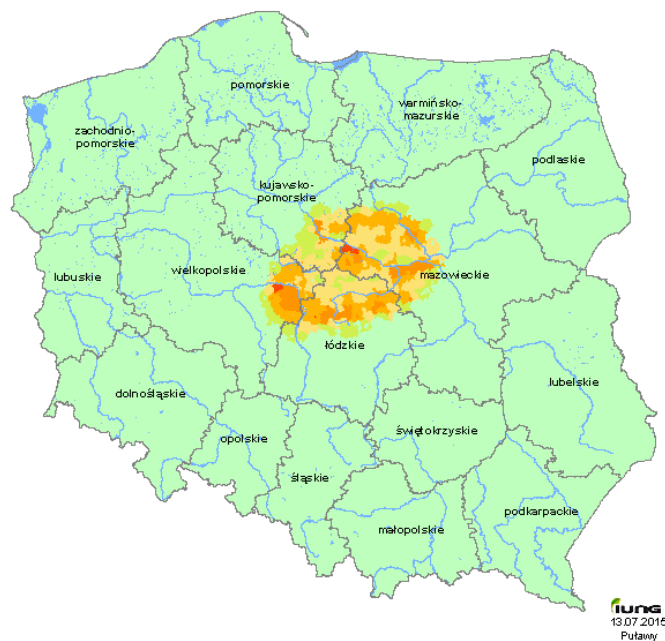 pomorskie
warmińsko-
mazurskie
zachodnio-
pomorskie
podlaskie
kujawsko-
pomorskie
wielkopolskie
mazowieckie
lubuskie
łódzkie
lubelskie
dolnośląskie
świętokrzyskie
opolskie
śląskie
podkarpackie
małopolskie
IUNG
13.07.2015
Puławy